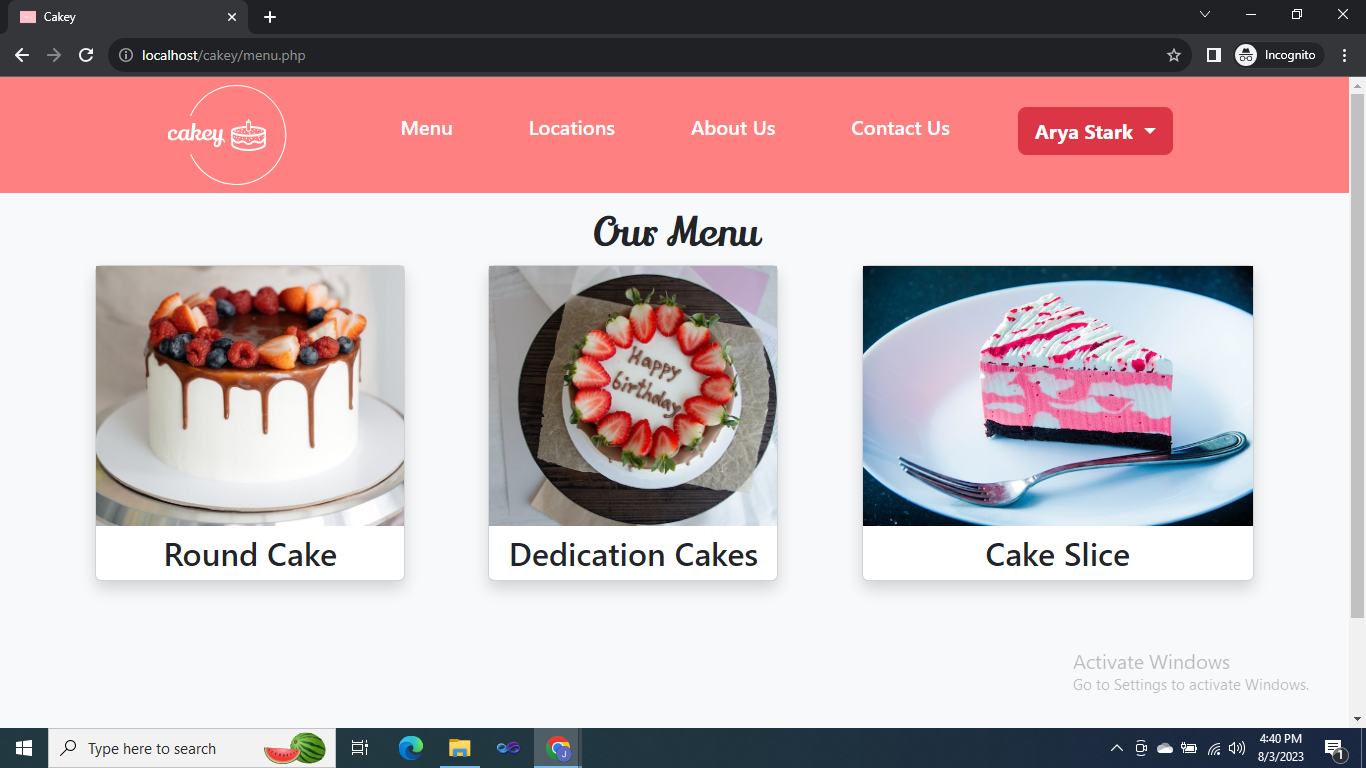 Cakey
localhost/cakey/menu.php
Incognito
cakey
Menu
Locations
About Us
Contact Us
Arya Stark
Our Menu
Happy
birthday
Round Cake
Dedication Cakes
Cake Slice
Activate Windows
Go to Settings to activate Windows.
Type here to search
J
4:40 PM
8/3/2023
1